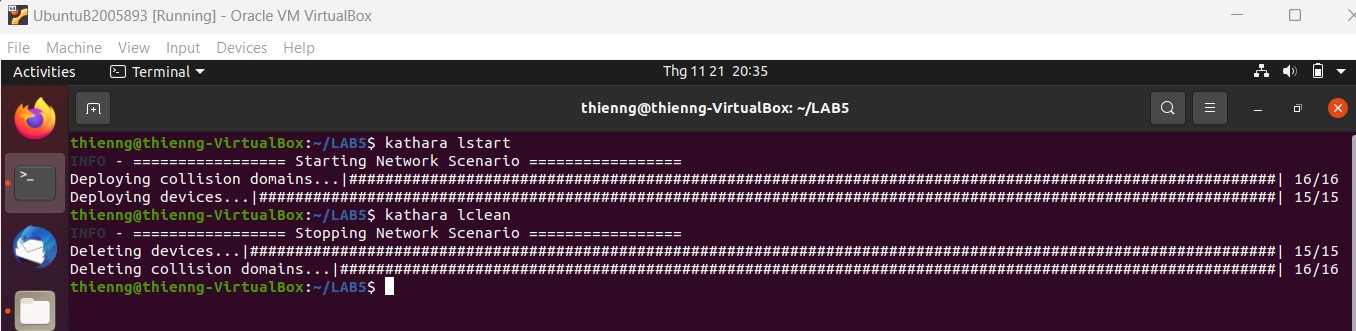 UbuntuB2005893 [Running] - Oracle VM VirtualBox
File Machine View Input Devices Help
Activities Terminal Thg 11 21 20:35
thienng@thienng-VirtualBox: ~/LAB5
thienng@thienng-VirtualBox:~/LAB5$ kathara lstart
INFO - ================= Starting Network Scenario =================
Deploying collision domains...|#######################################################################################################| 16/16
Deploying devices...|#################################################################################################################| 15/15
thienng@thienng-VirtualBox:~/LAB5$ kathara lclean
INFO - ================= Stopping Network Scenario =================
Deleting devices...|##################################################################################################################| 15/15
Deleting collision domains...|########################################################################################################| 16/16
thienng@thienng-VirtualBox:~/LAB5$